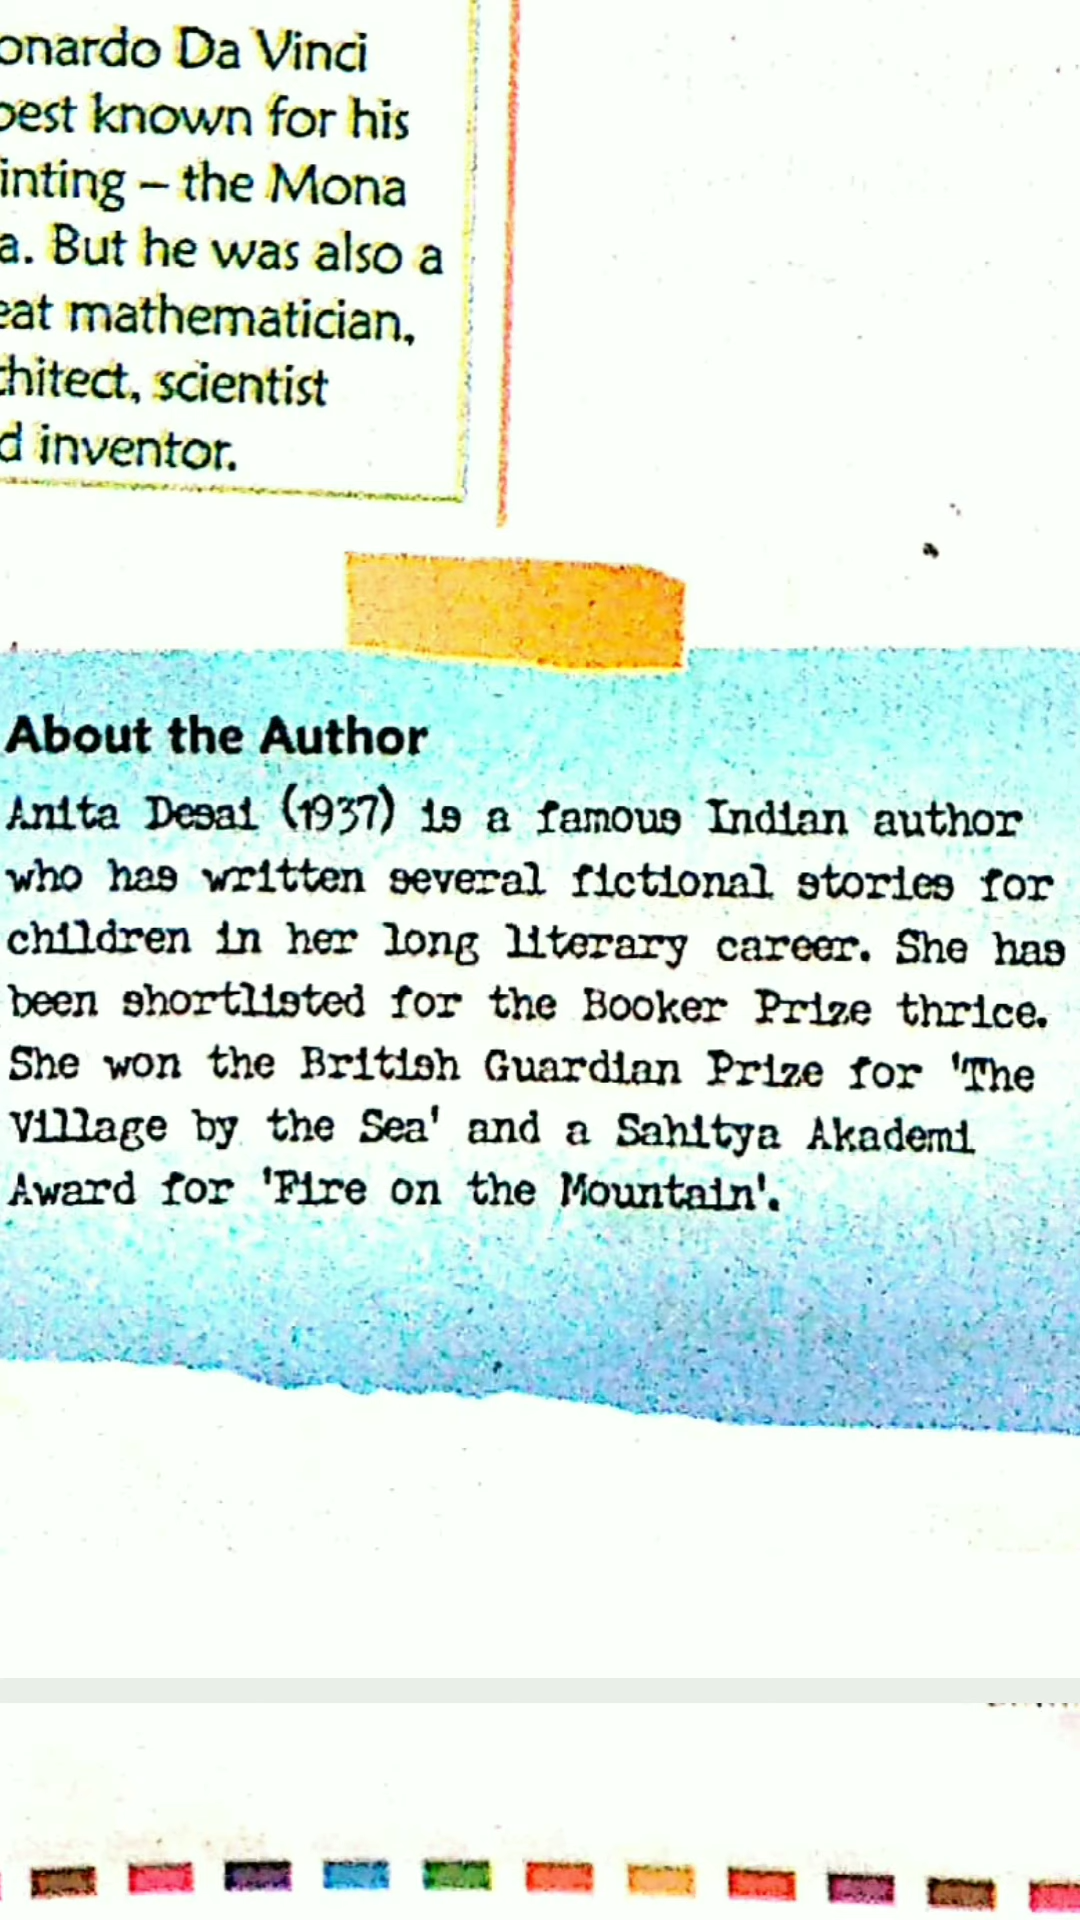 onardo Da Vinci
best known for his
inting – the Mona
a. But he was also a
eat mathematician,
chitect, scientist
d inventor.
About the Author
Anita Desai (1937) is a famous Indian author
who has written several fictional stories for
children in her long literary career. She has
been shortlisted for the Booker Prize thrice.
She won the British Guardian Prize for 'The
Village by the Sea' and a Sahitya Akademi
Award for 'Fire on the Mountain'.